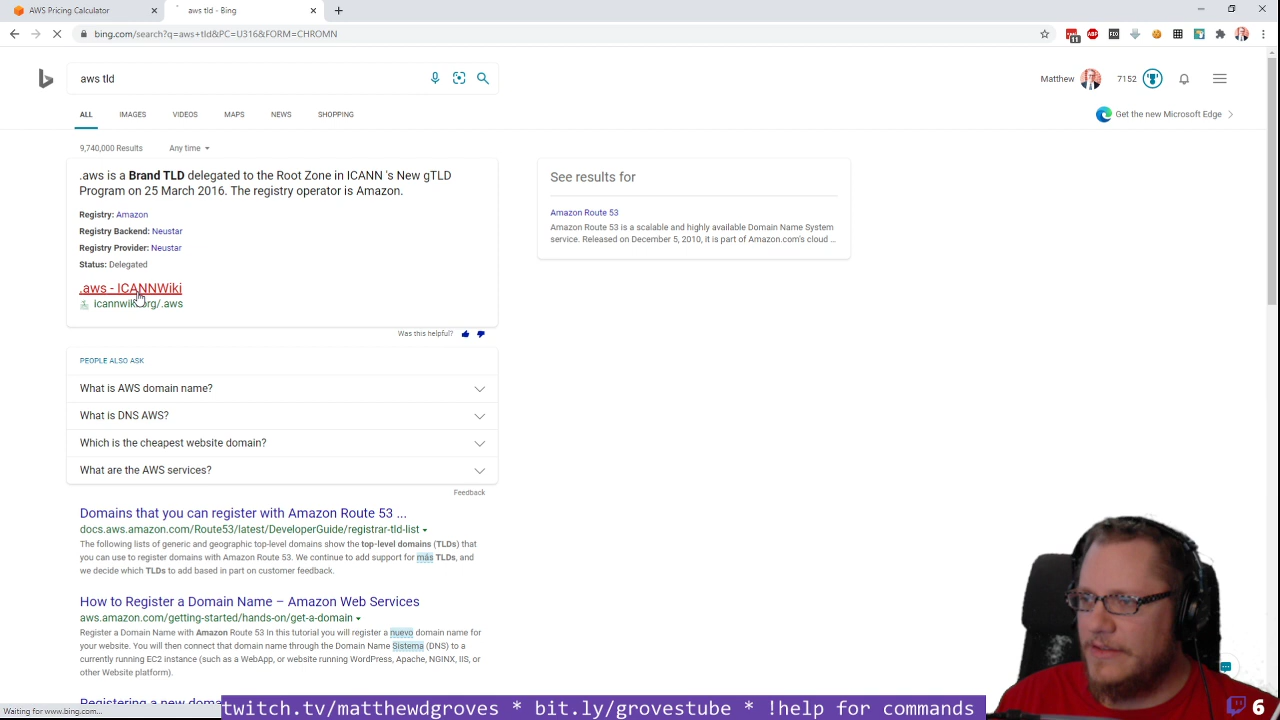 AWS Pricing Calculator
aws tld - Bing
bing.com/search?q=aws+tld&PC=U316&FORM=CHROMN
11
ABP
aws tld
Matthew
7152
ALL
IMAGES
VIDEOS
MAPS
NEWS
SHOPPING
Get the new Microsoft Edge
9,740,000 Results
Any time
.aws is a Brand TLD delegated to the Root Zone in ICANN 's New gTLD
Program on 25 March 2016. The registry operator is Amazon.
Registry: Amazon
Registry Backend: Neustar
Registry Provider: Neustar
Status: Delegated
.aws - ICANNWiki
icannwiki.org/.aws
Was this helpful?
See results for
Amazon Route 53
Amazon Route 53 is a scalable and highly available Domain Name System
service. Released on December 5, 2010, it is part of Amazon.com's cloud ...
PEOPLE ALSO ASK
What is AWS domain name?
What is DNS AWS?
Which is the cheapest website domain?
What are the AWS services?
Feedback
Domains that you can register with Amazon Route 53 ...
docs.aws.amazon.com/Route53/latest/DeveloperGuide/registrar-tld-list
The following lists of generic and geographic top-level domains show the top-level domains (TLDs) that
you can use to register domains with Amazon Route 53. We continue to add support for más TLDs, and
we decide which TLDs to add based in part on customer feedback.
How to Register a Domain Name – Amazon Web Services
aws.amazon.com/getting-started/hands-on/get-a-domain
Register a Domain Name with Amazon Route 53 In this tutorial you will register a nuevo domain name for
your website. You will then connect that domain name through the Domain Name Sistema (DNS) to a
currently running EC2 instance (such as a WebApp, or website running WordPress, Apache, NGINX, IIS, or
other Website platform).
Registering a new doma
Waiting for www.bing.com...
twitch.tv/matthewdgroves * bit.ly/grovestube * !help for commands
6